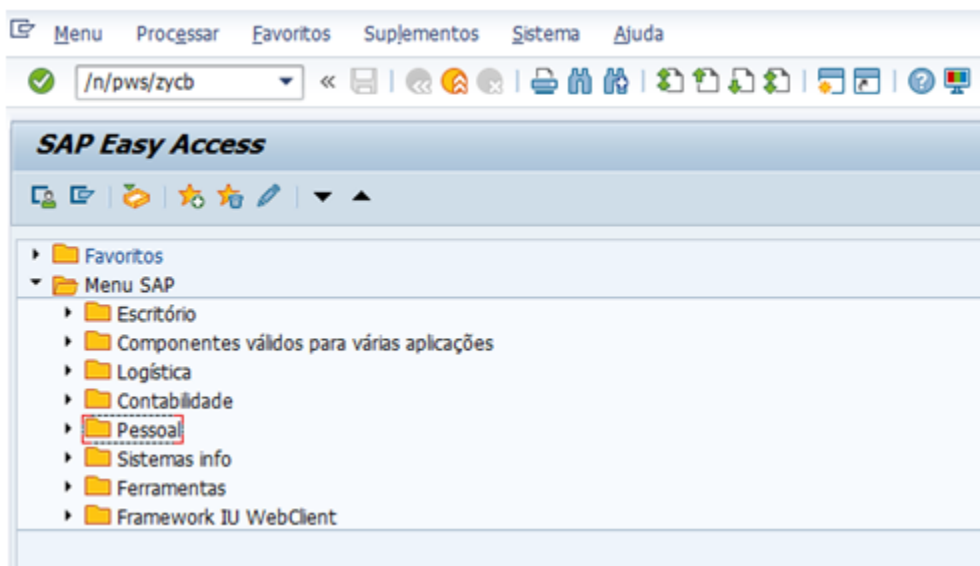 Menu Processar Favoritos Suplementos Sistema Ajuda
/n/pws/zycb
SAP Easy Access
Favoritos
Menu SAP
Escritório
Componentes válidos para várias aplicações
Logística
Contabilidade
Pessoal
Sistemas info
Ferramentas
Framework IU WebClient